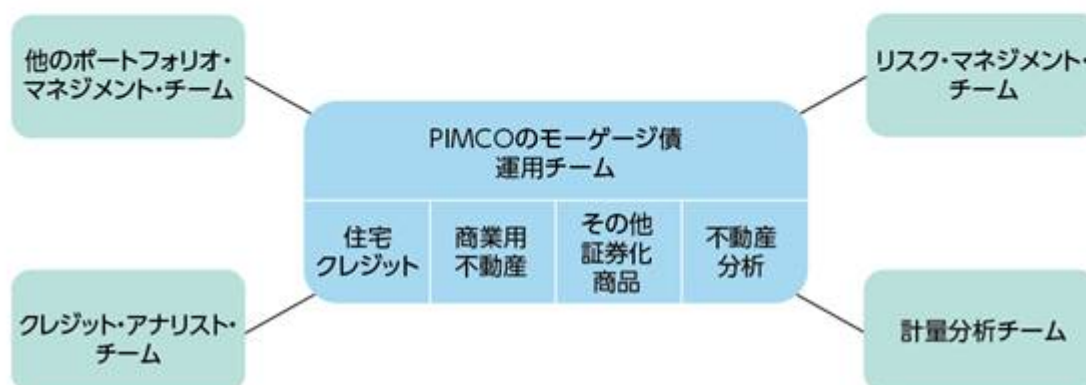 他のポートフォリオ・
マネジメント・チーム
リスク・マネジメント・
チーム
PIMCOのモーゲージ債
運用チーム
住宅
クレジット
商業用
不動産
その他
証券化
商品
不動産
分析
クレジット・アナリスト・
チーム
計量分析チーム